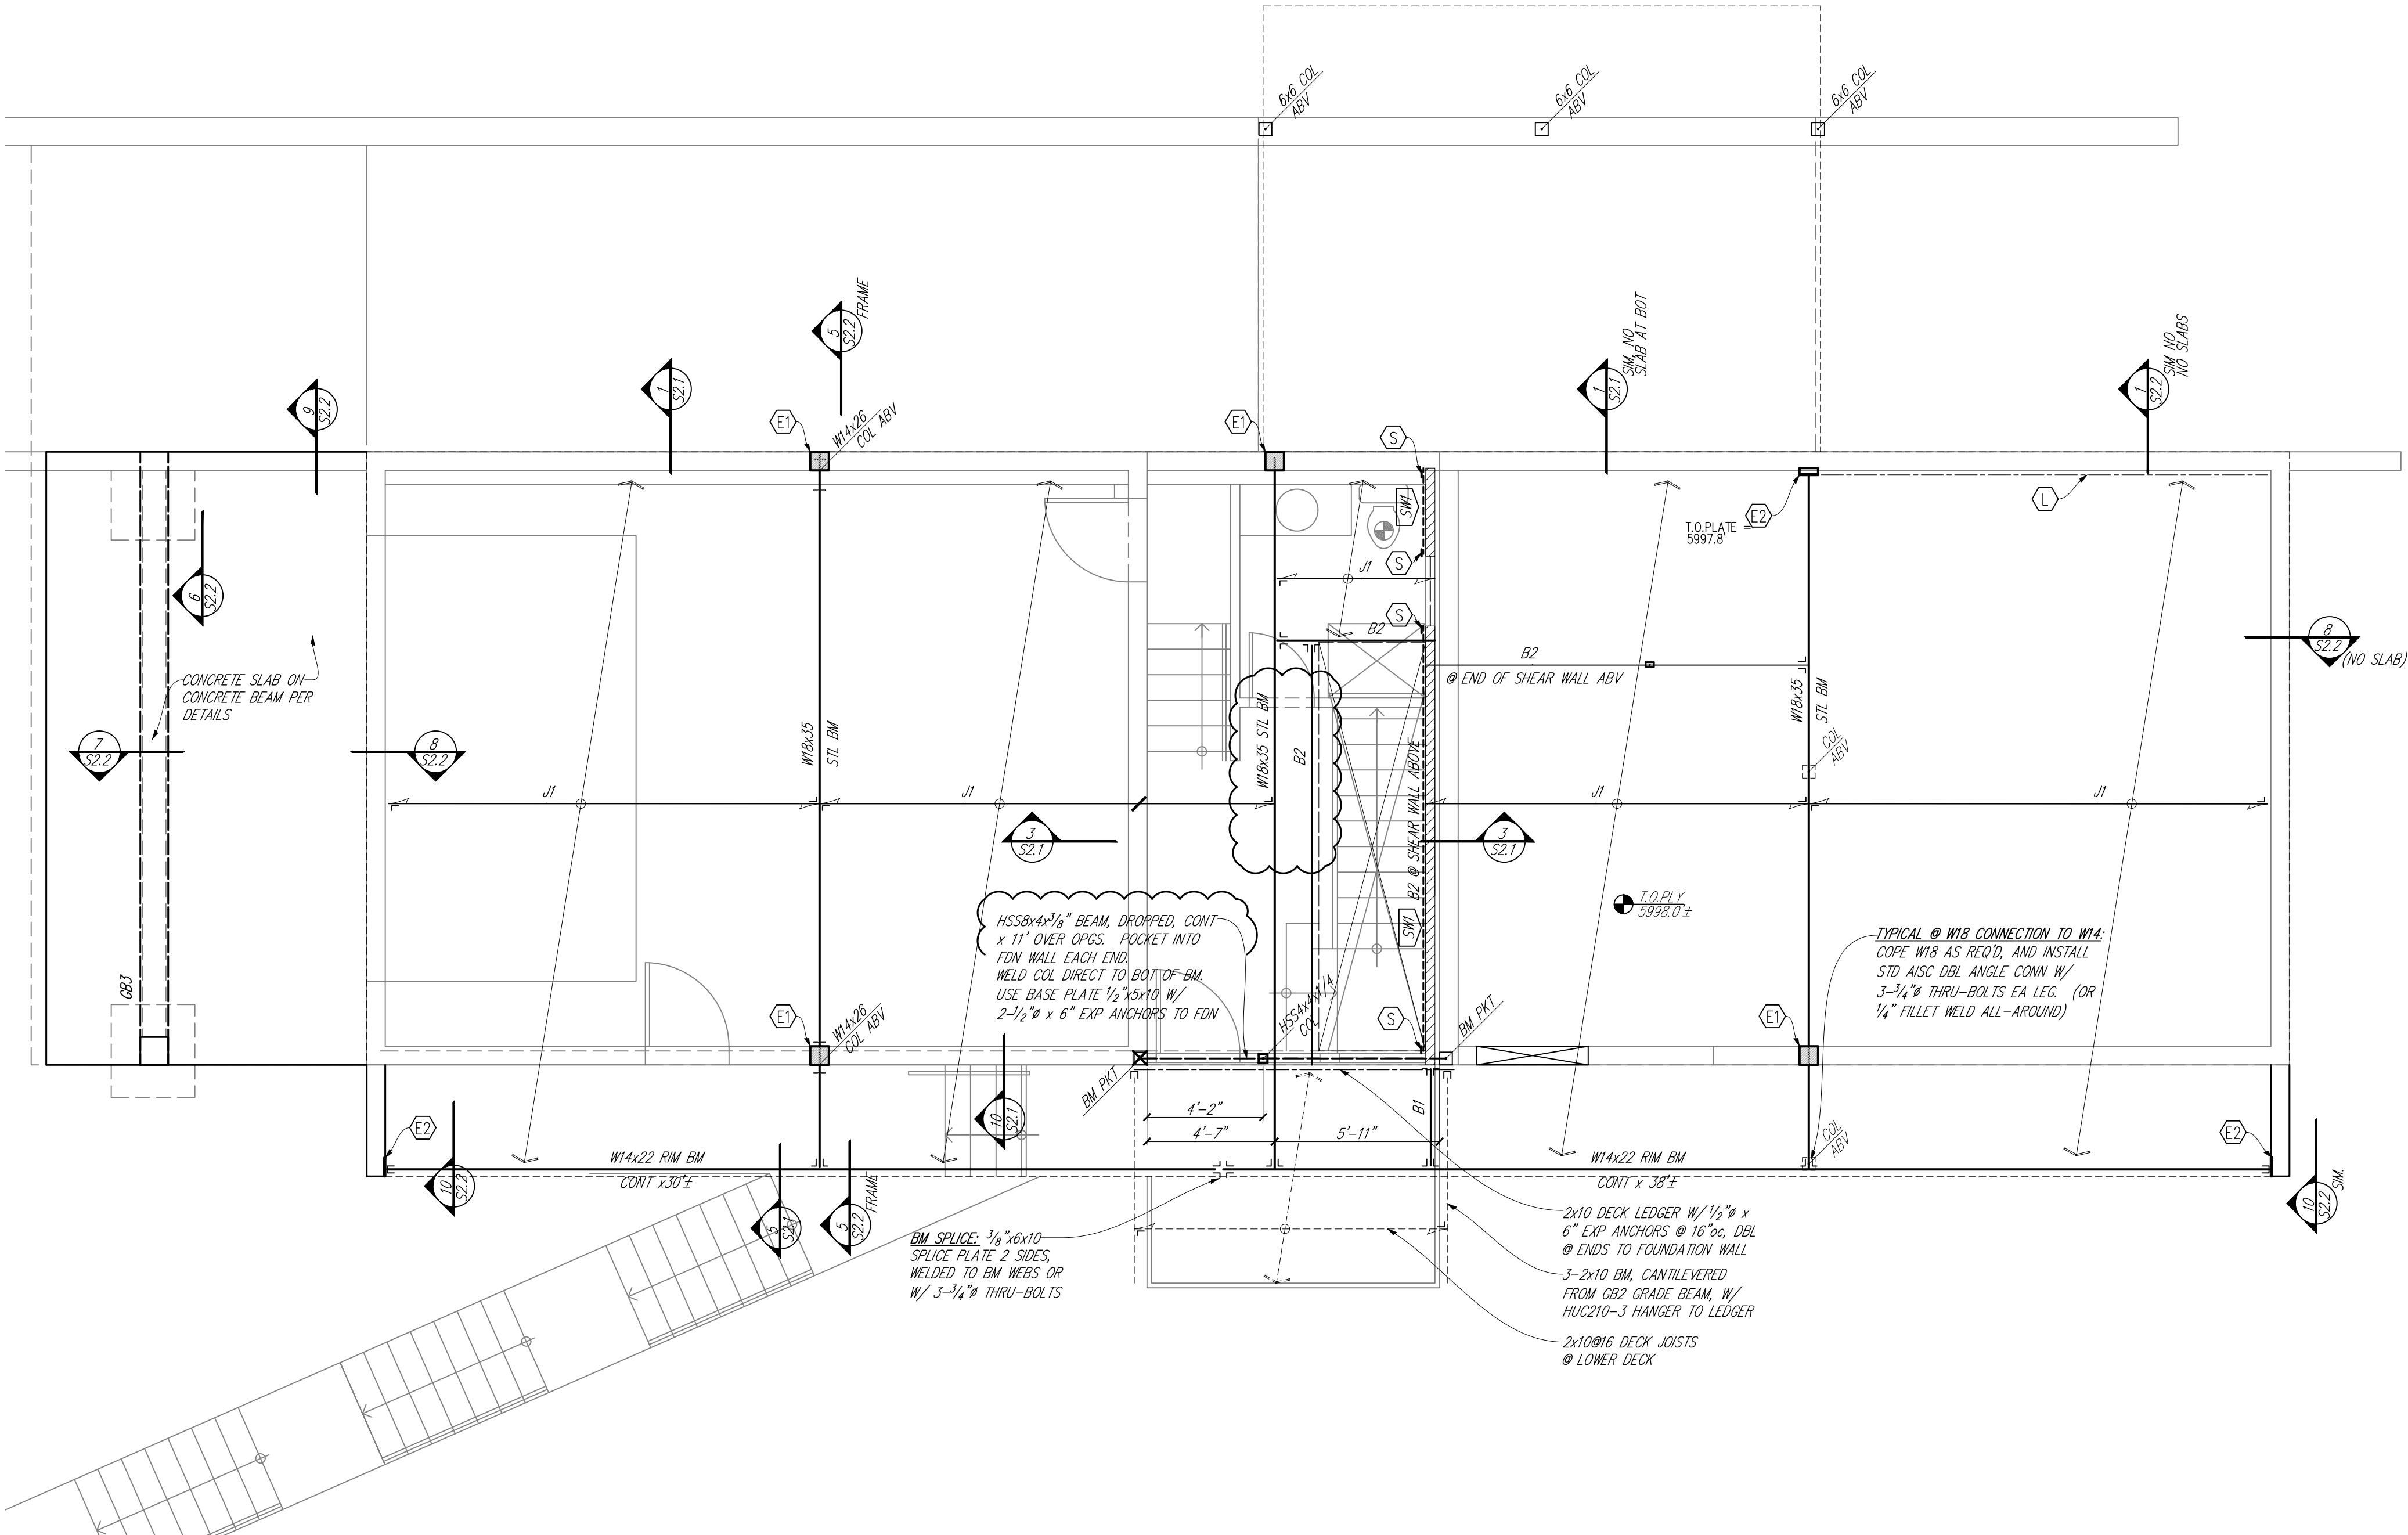 6x6 COL
ABV
6x6 COL
ABV
6x6 COL
ABV
5
S2.2
FRAME
9
S2.2
1
S2.1
1
S2.1
SIM, NO
SLAB AT BOT
1
S2.2
SIM NO
NO SLABS
E1
W14x26
COL ABV
E1
S
SW1
S
J1
S
B2
E2
T.O.PLATE =
5997.8'
L
6
S2.2
CONCRETE SLAB ON
CONCRETE BEAM PER
DETAILS
7
S2.2
8
S2.2
8
S2.2
(NO SLAB)
B2
@ END OF SHEAR WALL ABV
W18x35
STL BM
W18x35 STL BM
B2
B2 @ SHEAR WALL ABOVE
W18x35
STL BM
COL
ABV
J1
J1
J1
J1
3
S2.1
3
S2.1
GB3
HSS8x4x3/8" BEAM, DROPPED, CONT
x 11' OVER OPGS. POCKET INTO
FDN WALL EACH END.
WELD COL DIRECT TO BOT OF BM.
USE BASE PLATE 1/2"x5x10 W/
2-1/2"ø x 6" EXP ANCHORS TO FDN
SW1
T.O.PLY
5998.0'±
TYPICAL @ W18 CONNECTION TO W14:
COPE W18 AS REQ'D, AND INSTALL
STD AISC DBL ANGLE CONN W/
3-3/4"ø THRU-BOLTS EA LEG. (OR
1/4" FILLET WELD ALL-AROUND)
E1
W14x26
COL ABV
HSS4x4x1/4
COL
S
BM PKT
E1
BM PKT
10
S2.1
4'-2"
4'-7"
5'-11"
B1
E2
10
S2.2
W14x22 RIM BM
CONT x30'±
W14x22 RIM BM
CONT x 38'±
COL
ABV
E2
10
S2.2
SIM.
5
S2.1
5
S2.2
FRAME
BM SPLICE: 3/8"x6x10
SPLICE PLATE 2 SIDES,
WELDED TO BM WEBS OR
W/ 3-3/4"ø THRU-BOLTS
2x10 DECK LEDGER W/ 1/2"ø x
6" EXP ANCHORS @ 16"oc, DBL
@ ENDS TO FOUNDATION WALL
3-2x10 BM, CANTILEVERED
FROM GB2 GRADE BEAM, W/
HUC210-3 HANGER TO LEDGER
2x10@16 DECK JOISTS
@ LOWER DECK